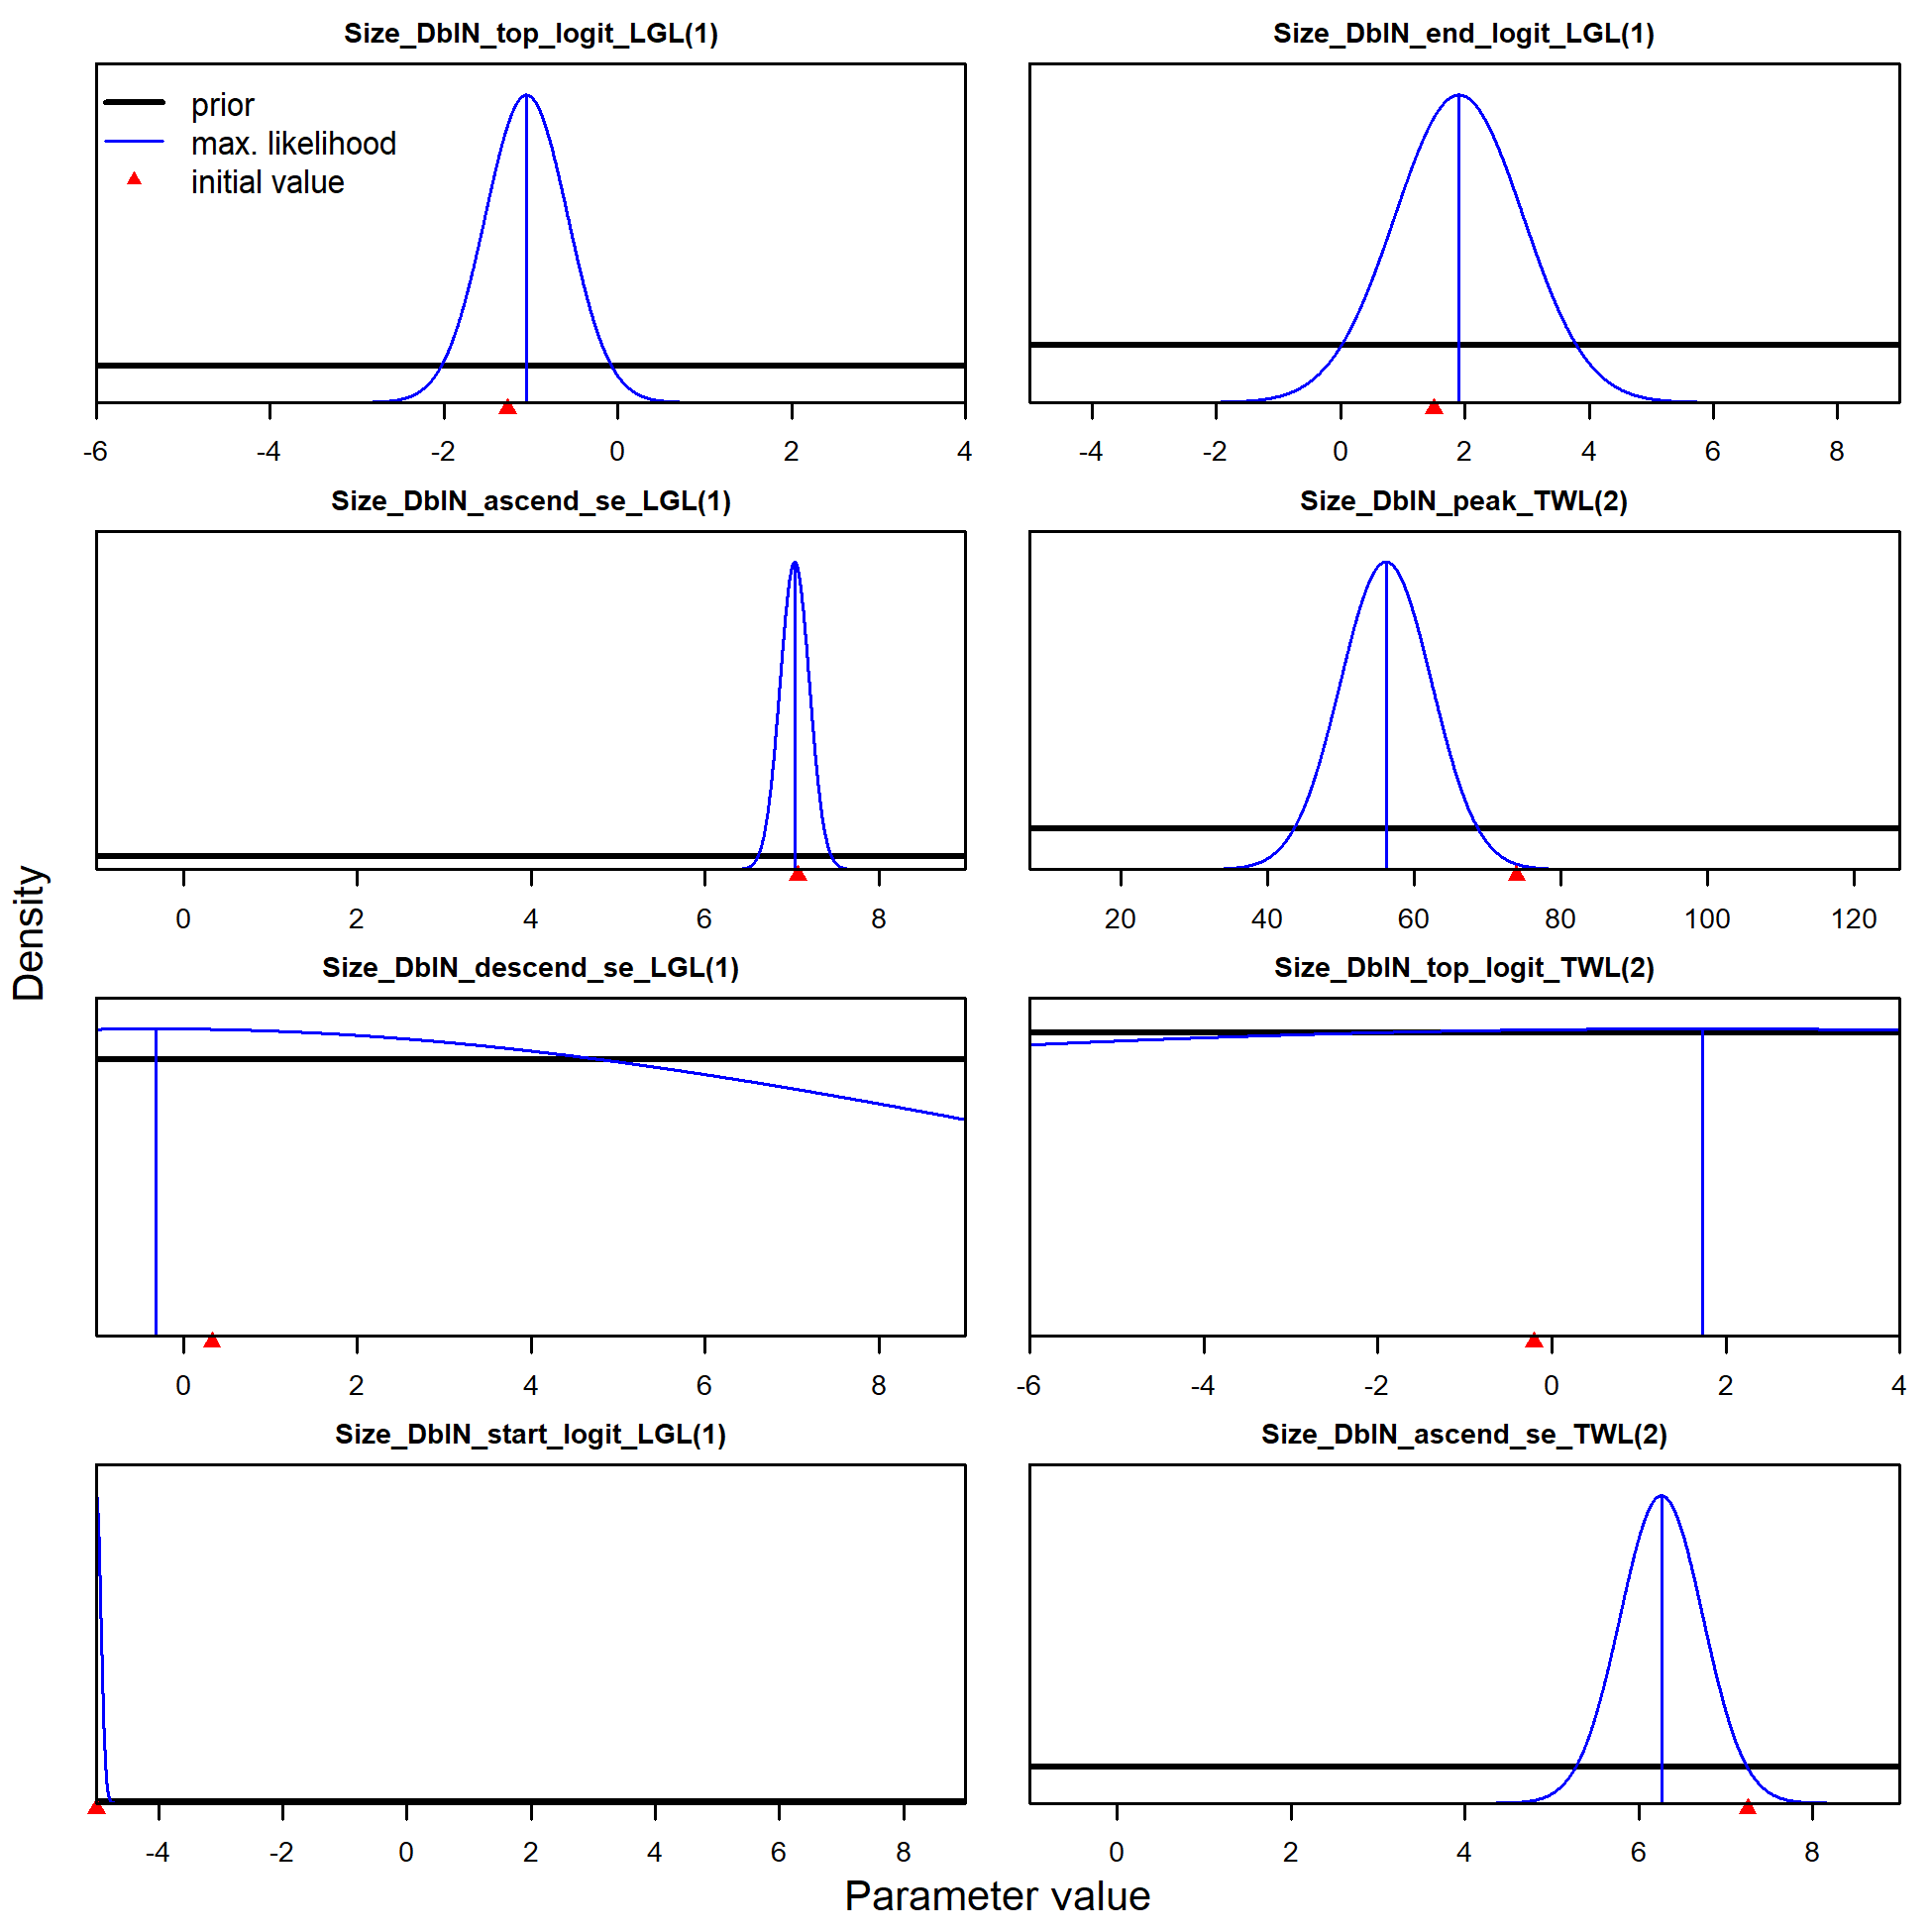 Size_DblN_top_logit_LGL(1)
prior
max. likelihood
initial value
-6 -4 -2 0 2 4
Size_DblN_end_logit_LGL(1)
-4 -2 0 2 4 6 8
Size_DblN_ascend_se_LGL(1)
0 2 4 6 8
Size_DblN_peak_TWL(2)
20 40 60 80 100 120
Size_DblN_descend_se_LGL(1)
0 2 4 6 8
Size_DblN_top_logit_TWL(2)
-6 -4 -2 0 2 4
Size_DblN_start_logit_LGL(1)
-4 -2 0 2 4 6 8
Size_DblN_ascend_se_TWL(2)
0 2 4 6 8
Density
Parameter value